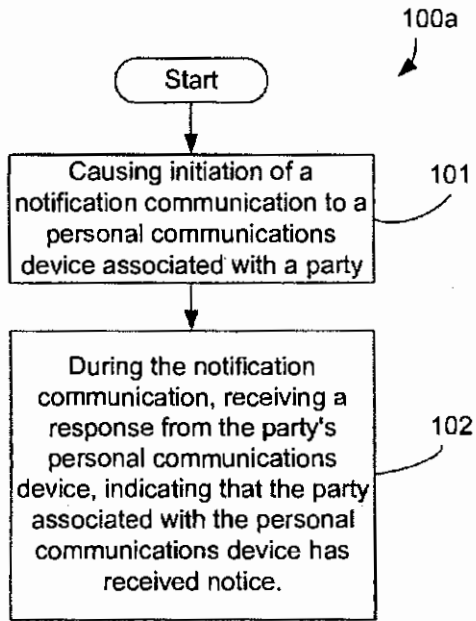 100a
Start
Causing initiation of a
notification communication to a
personal communications
device associated with a party
101
During the notification
communication, receiving a
response from the party's
personal communications
device, indicating that the party
associated with the personal
communications device has
received notice.
102